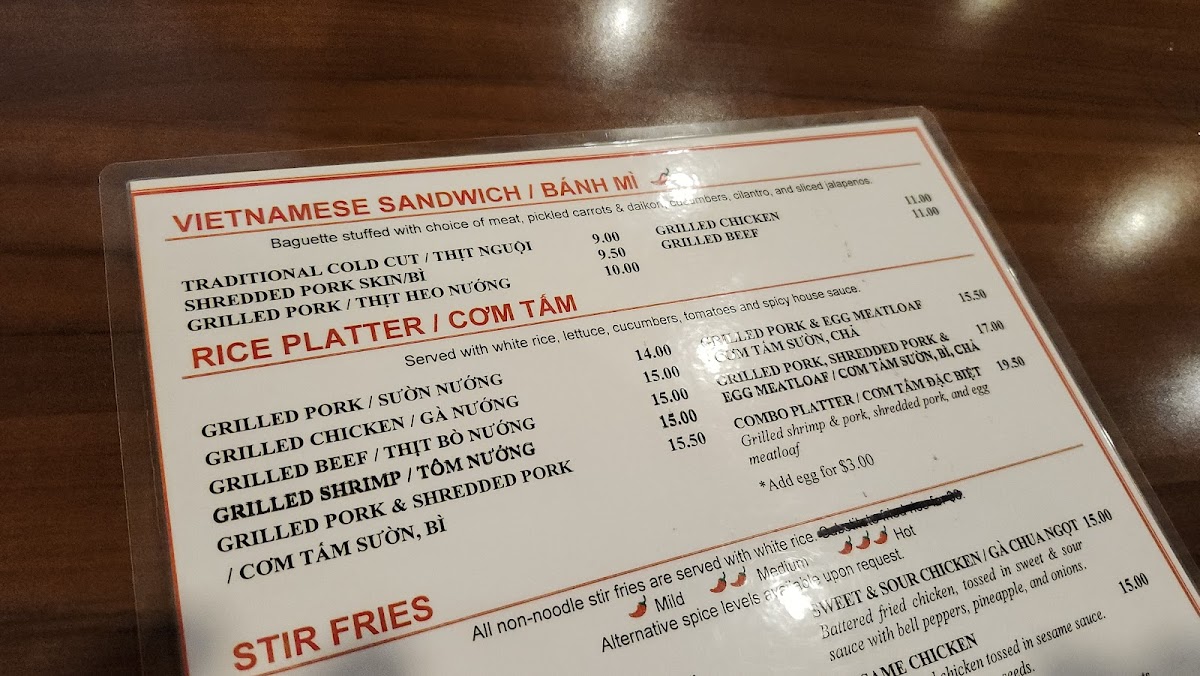 VIETNAMESE SANDWICH / BÁNH MÌ
Baguette stuffed with choice of meat, pickled carrots & daikon, cucumbers, cilantro, and sliced jalapenos.
TRADITIONAL COLD CUT / THỊT NGUỘI 9.00
SHREDDED PORK SKIN/BÌ 9.50
GRILLED PORK / THỊT HEO NƯỚNG 10.00
GRILLED CHICKEN 11.00
GRILLED BEEF 11.00
RICE PLATTER / CƠM TẤM
Served with white rice, lettuce, cucumbers, tomatoes and spicy house sauce.
GRILLED PORK / SƯỜN NƯỚNG 14.00
GRILLED CHICKEN / GÀ NƯỚNG 15.00
GRILLED BEEF / THỊT BÒ NƯỚNG 15.00
GRILLED SHRIMP / TÔM NƯỚNG 15.00
GRILLED PORK & SHREDDED PORK 15.50
/ CƠM TẤM SƯỜN, BÌ
GRILLED PORK & EGG MEATLOAF 15.50
/ CƠM TẤM SƯỜN, CHẢ
GRILLED PORK, SHREDDED PORK & 17.00
EGG MEATLOAF / CƠM TẤM SƯỜN, BÌ, CHẢ
COMBO PLATTER / CƠM TẤM ĐẶC BIỆT 19.50
Grilled shrimp & pork, shredded pork, and egg
meatloaf
*Add egg for $3.00
STIR FRIES
All non-noodle stir fries are served with white rice.
Mild Medium Hot
Alternative spice levels available upon request.
SWEET & SOUR CHICKEN / GÀ CHUA NGỌT 15.00
Battered fried chicken, tossed in sweet & sour
sauce with bell peppers, pineapple, and onions.
CHICKEN 15.00
chicken tossed in sesame sauce.